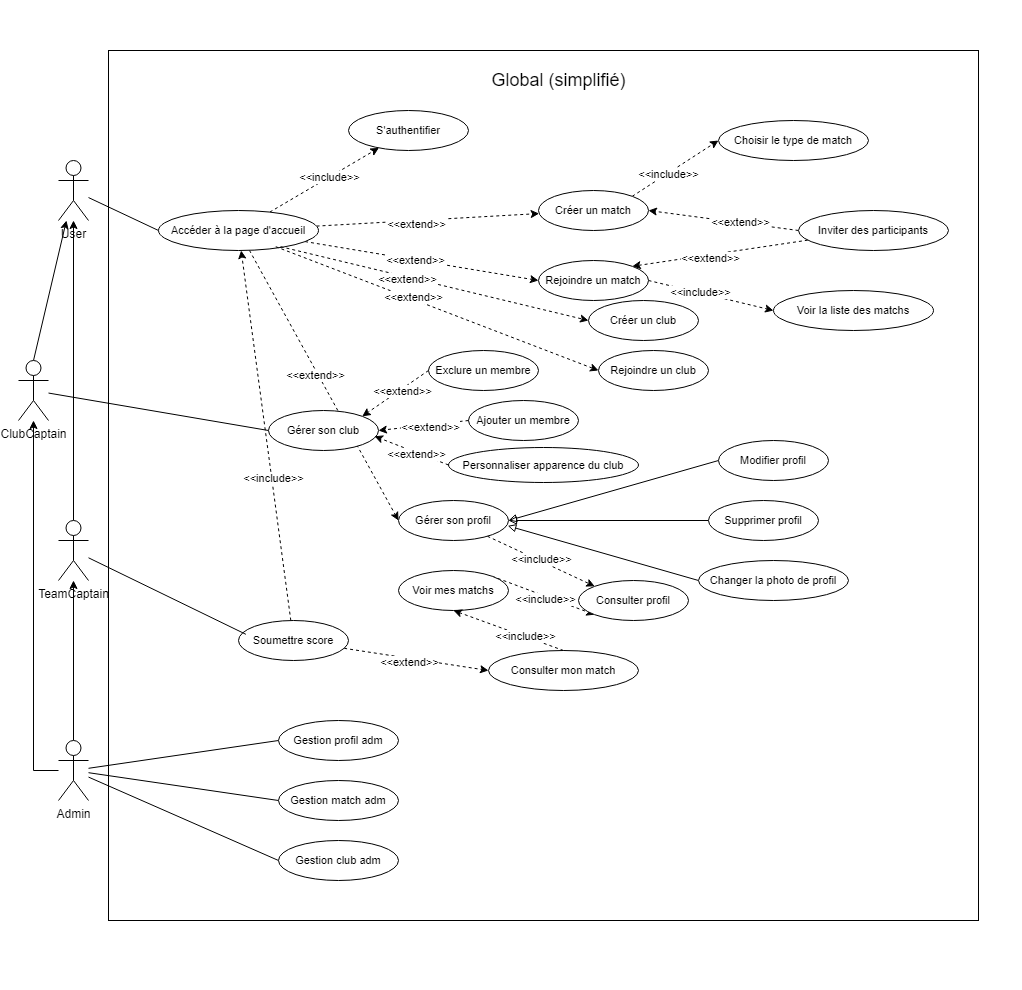 Global (simplifié)
S'authentifier
Choisir le type de match
<<include>>
<<include>>
Créer un match
<<extend>>
<<extend>>
Inviter des participants
User
Accéder à la page d'accueil
<<extend>>
<<extend>>
Rejoindre un match
<<extend>>
<<include>>
<<extend>>
Voir la liste des matchs
Créer un club
Rejoindre un club
<<extend>>
Exclure un membre
<<extend>>
ClubCaptain
Gérer son club
<<extend>>
Ajouter un membre
<<extend>>
Personnaliser apparence du club
Modifier profil
<<include>>
Gérer son profil
Supprimer profil
<<include>>
TeamCaptain
Voir mes matchs
<<include>>
Consulter profil
Changer la photo de profil
<<include>>
Soumettre score
<<extend>>
Consulter mon match
Gestion profil adm
Gestion match adm
Admin
Gestion club adm